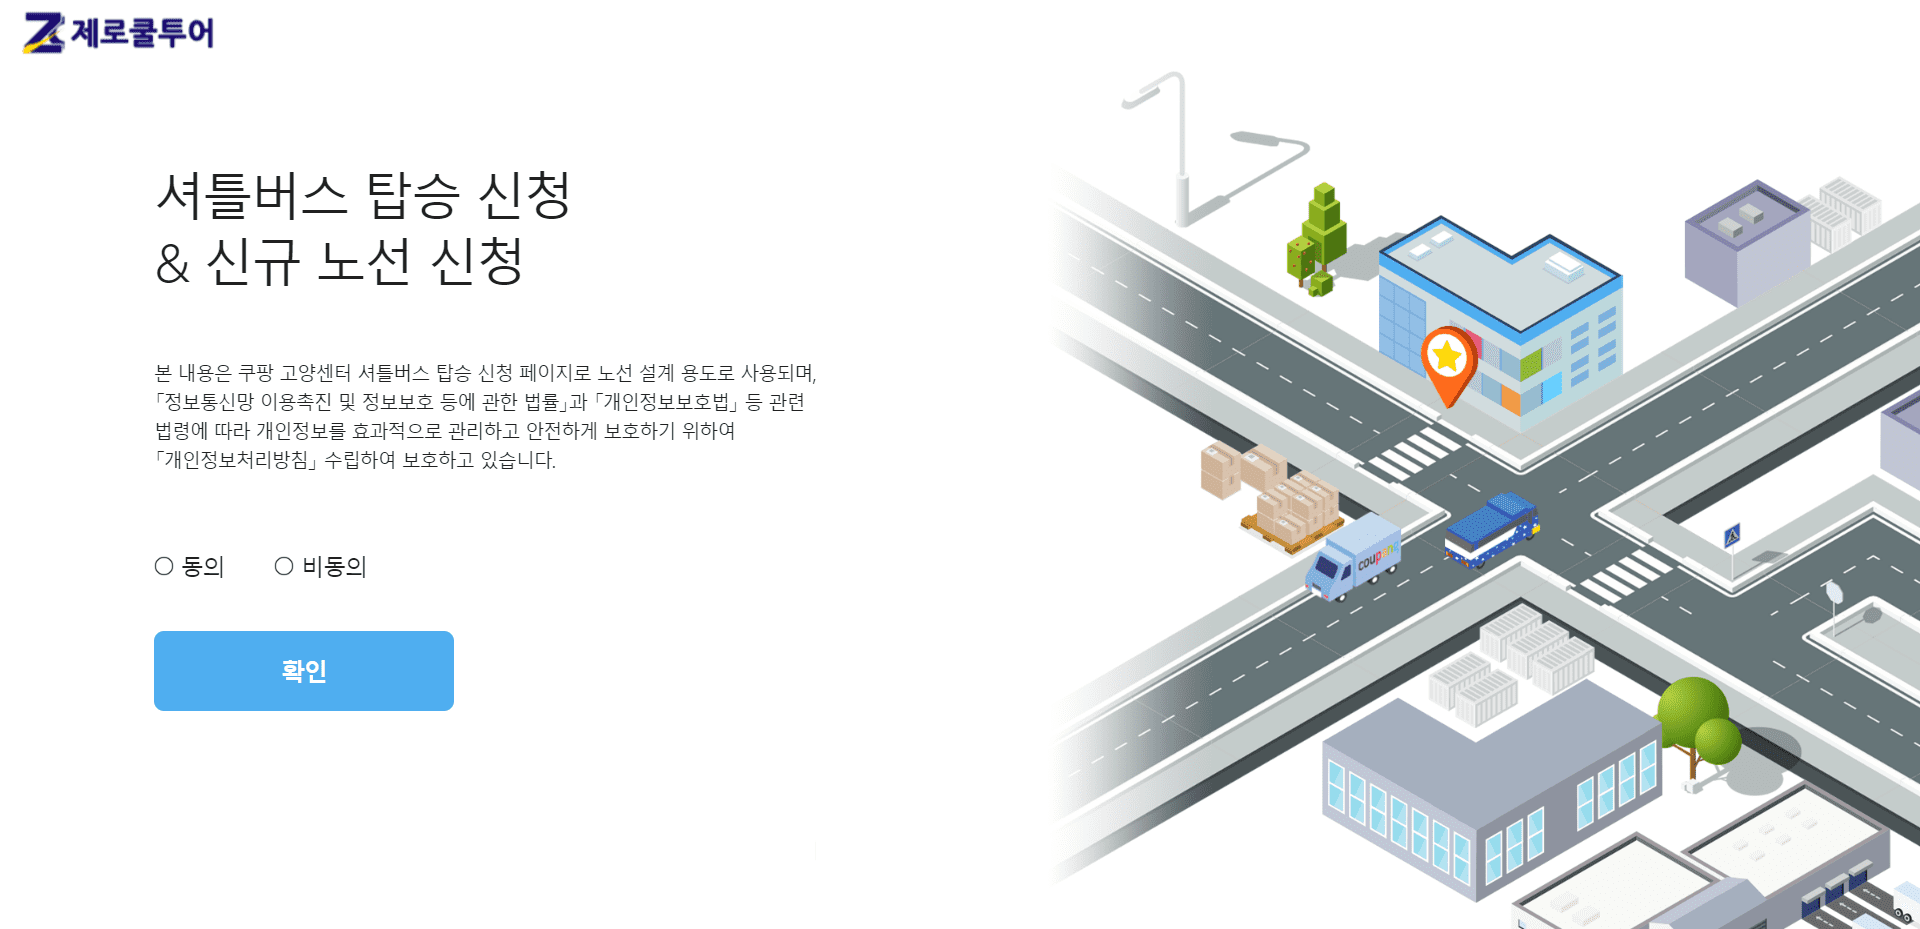 제로쿨투어
셔틀버스 탑승 신청
& 신규 노선 신청
본 내용은 쿠팡 고양센터 셔틀버스 탑승 신청 페이지로 노선 설계 용도로 사용되며,
「정보통신망 이용촉진 및 정보보호 등에 관한 법률」과 「개인정보보호법」 등 관련
법령에 따라 개인정보를 효과적으로 관리하고 안전하게 보호하기 위하여
「개인정보처리방침」 수립하여 보호하고 있습니다.
동의 비동의
확인
coupang